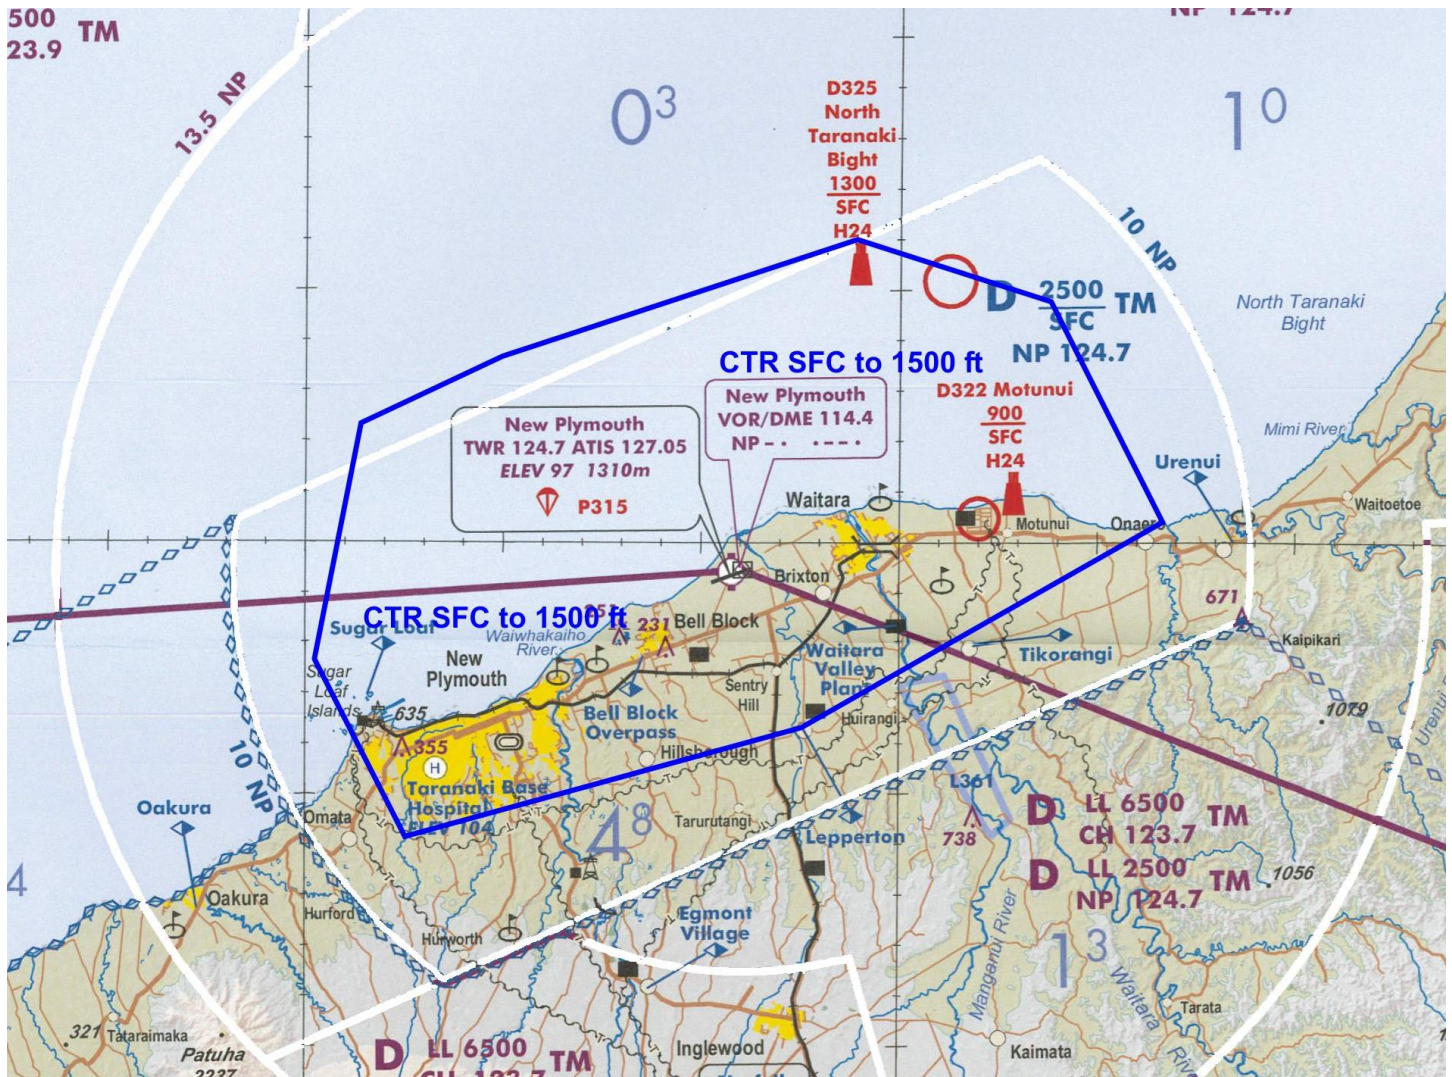 500
TM
23.9
13.5 NP
0³
1⁰
D325
North
Taranaki
Bight
1300
SFC
H24
10 NP
D 2500 TM
SFC
NP 124.7
North Taranaki
Bight
CTR SFC to 1500 ft
New Plymouth
TWR 124.7 ATIS 127.05
ELEV 97 1310m
P315
New Plymouth
VOR/DME 114.4
NP -· ·--·
D322 Motunui
900
SFC
H24
Mimi River
Urenui
Waitara
Motunui
Onaero
Waitoetoe
Brixton
CTR SFC to 1500 ft
671
Kaipikari
Sugar Loaf
Waiwhakaiho
River
231
Bell Block
Waitara
Valley
Plant
Tikorangi
New
Plymouth
Sugar
Loaf
Islands
635
Sentry
Hill
Bell Block
Overpass
Huirangi
1079
Urenui
355
H
Hillsborough
10 NP
Taranaki Base
Hospital
ELEV 104
Oakura
Omata
4⁸
Tarurutangi
Lepperton
L361
738
D LL 6500 TM
CH 123.7
D LL 2500 TM
NP 124.7
1056
4
Oakura
Hurford
Hurworth
Egmont
Village
Manganui River
1³
Waitara
River
Tarata
321
Tataraimaka
Patuha
2237
D LL 6500 TM
Inglewood
Kaimata